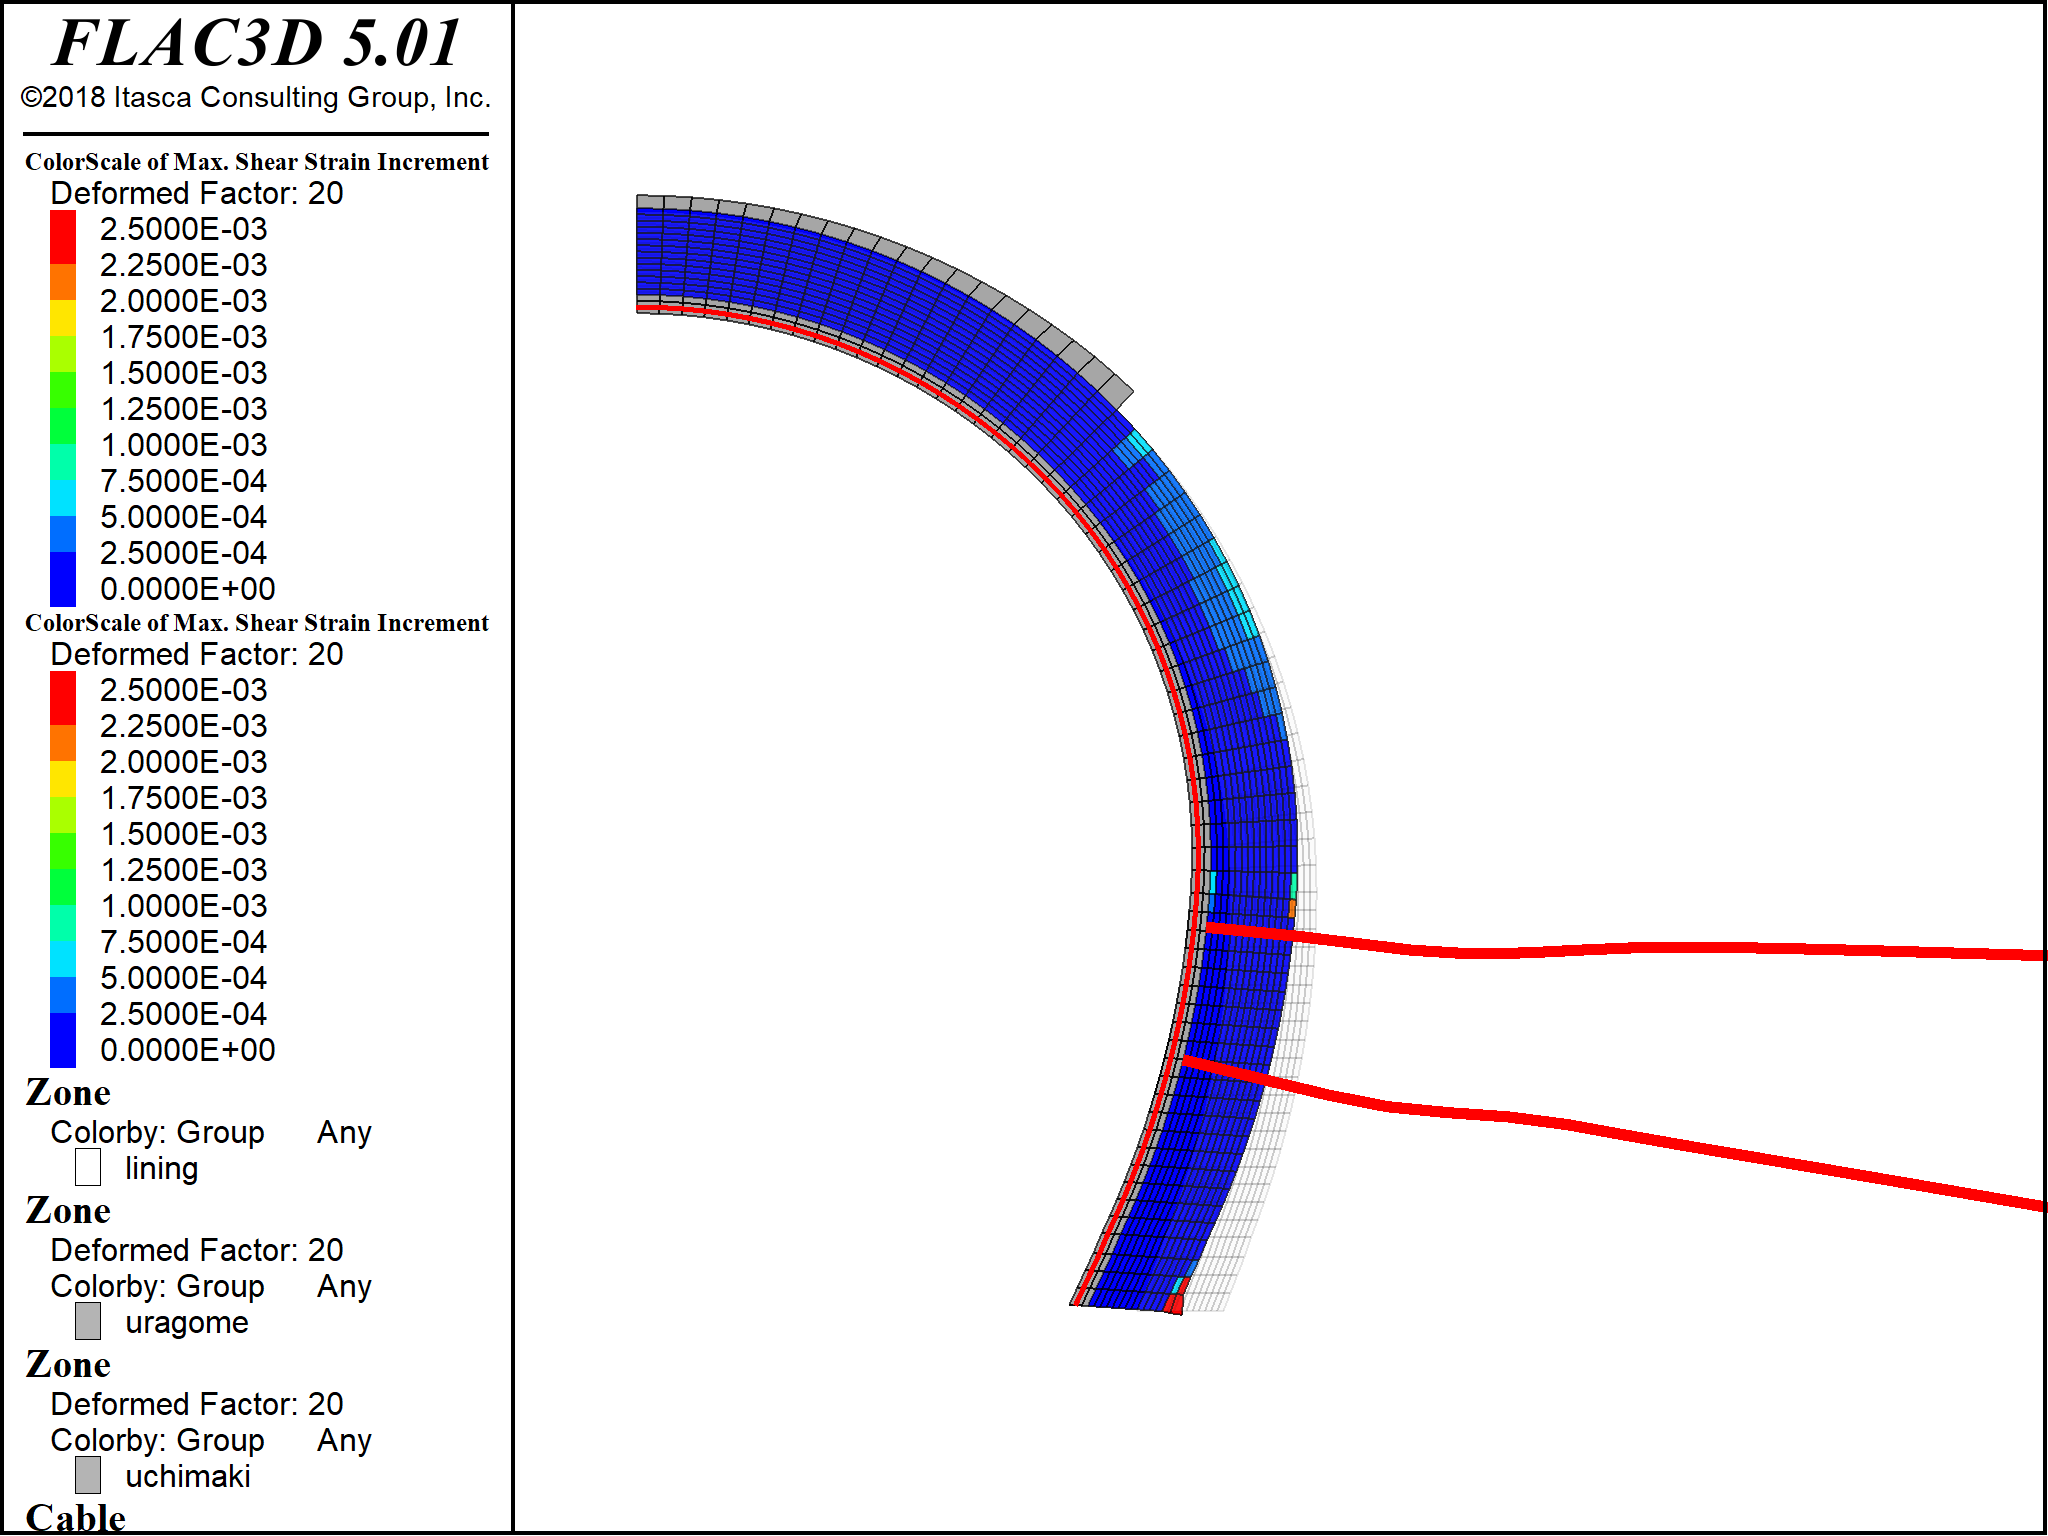 FLAC3D 5.01
©2018 Itasca Consulting Group, Inc.
ColorScale of Max. Shear Strain Increment
Deformed Factor: 20
2.5000E-03
2.2500E-03
2.0000E-03
1.7500E-03
1.5000E-03
1.2500E-03
1.0000E-03
7.5000E-04
5.0000E-04
2.5000E-04
0.0000E+00
ColorScale of Max. Shear Strain Increment
Deformed Factor: 20
2.5000E-03
2.2500E-03
2.0000E-03
1.7500E-03
1.5000E-03
1.2500E-03
1.0000E-03
7.5000E-04
5.0000E-04
2.5000E-04
0.0000E+00
Zone
Colorby: Group Any
lining
Zone
Deformed Factor: 20
Colorby: Group Any
uragome
Zone
Deformed Factor: 20
Colorby: Group Any
uchimaki
Cable